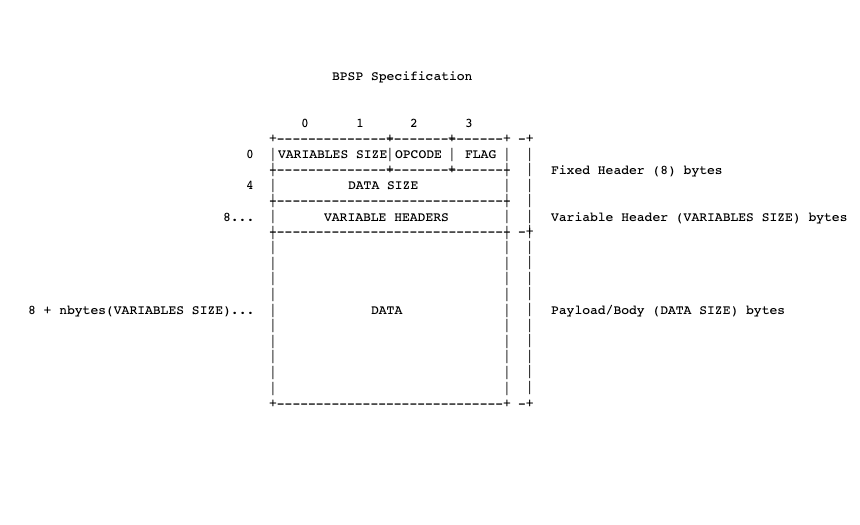 BPSP Specification
0 1 2 3
+---------------+-------+-------+ -+
0 |VARIABLES SIZE|OPCODE | FLAG | |
+---------------+-------+-------+ | Fixed Header (8) bytes
4 | DATA SIZE | |
+-------------------------------+ |
8... | VARIABLE HEADERS | | Variable Header (VARIABLES SIZE) bytes
+-------------------------------+ -+
8 + nbytes(VARIABLES SIZE)... | DATA | | Payload/Body (DATA SIZE) bytes
+-------------------------------+ -+